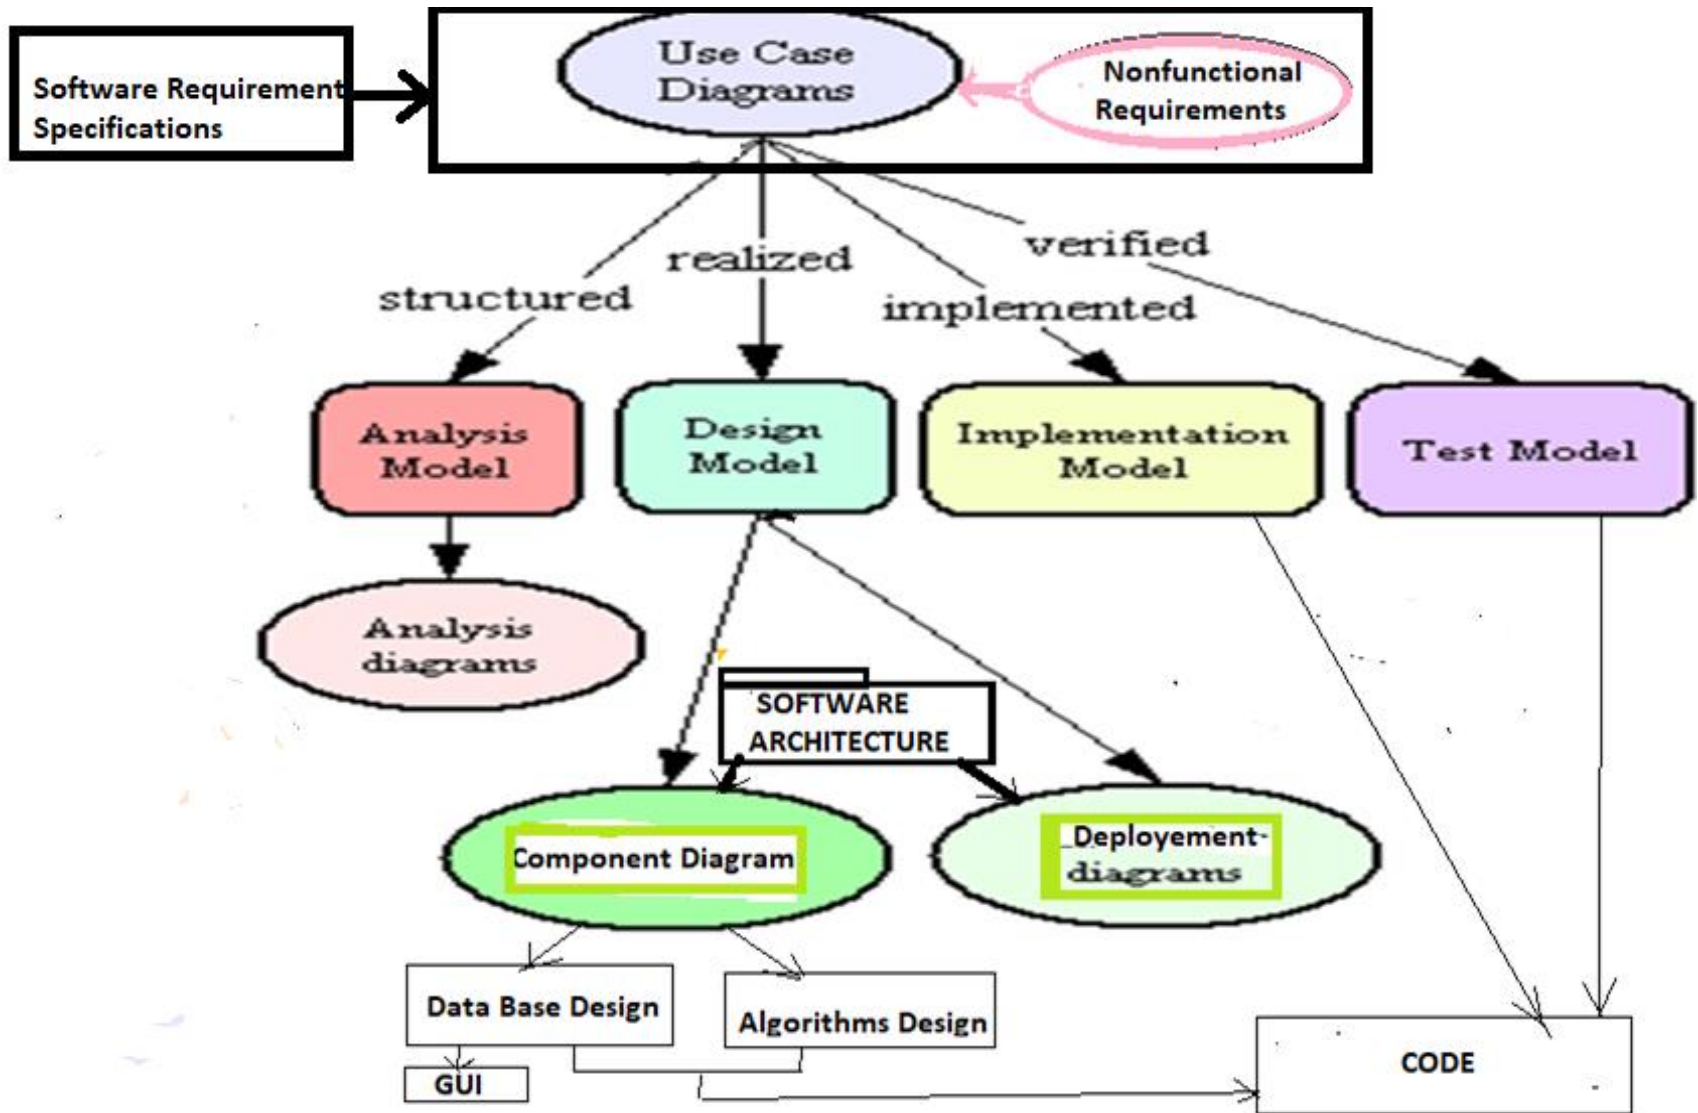 Software Requirement
Specifications
Use Case
Diagrams
Nonfunctional
Requirements
structured
realized
implemented
verified
Analysis
Model
Design
Model
Implementation
Model
Test Model
Analysis
diagrams
SOFTWARE
ARCHITECTURE
Component Diagram
Deployement
diagrams
Data Base Design
Algorithms Design
GUI
CODE